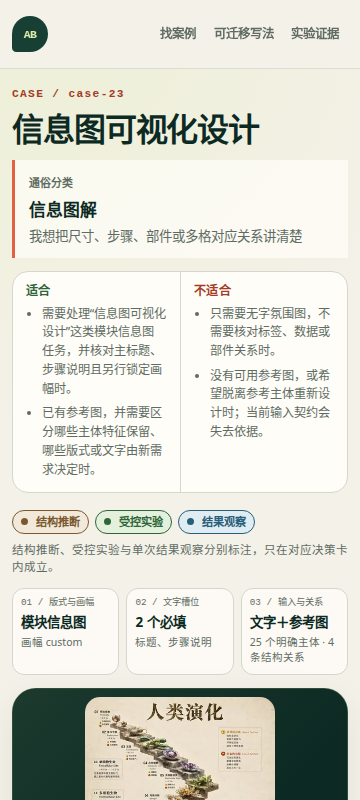 AB
找案例
可迁移写法
实验证据
CASE / case-23
信息图可视化设计
通俗分类
信息图解
我想把尺寸、步骤、部件或多格对应关系讲清楚
适合
需要处理“信息图可视化
设计”这类模块信息图
任务，并核对主标题、
步骤说明且另行锁定画
幅时。
已有参考图，并需要区
分哪些主体特征保留、
哪些版式或文字由新需
求决定时。
不适合
只需要无字氛围图，不
需要核对标签、数据或
部件关系时。
没有可用参考图，或希
望脱离参考主体重新设
计时；当前输入契约会
失去依据。
结构推断
受控实验
结果观察
结构推断、受控实验与单次结果观察分别标注，只在对应决策卡
内成立。
01 / 版式与画幅
模块信息图
画幅 custom
02 / 文字槽位
2 个必填
标题、步骤说明
03 / 输入与关系
文字＋参考图
25 个明确主体 · 4
条结构关系
人类演化